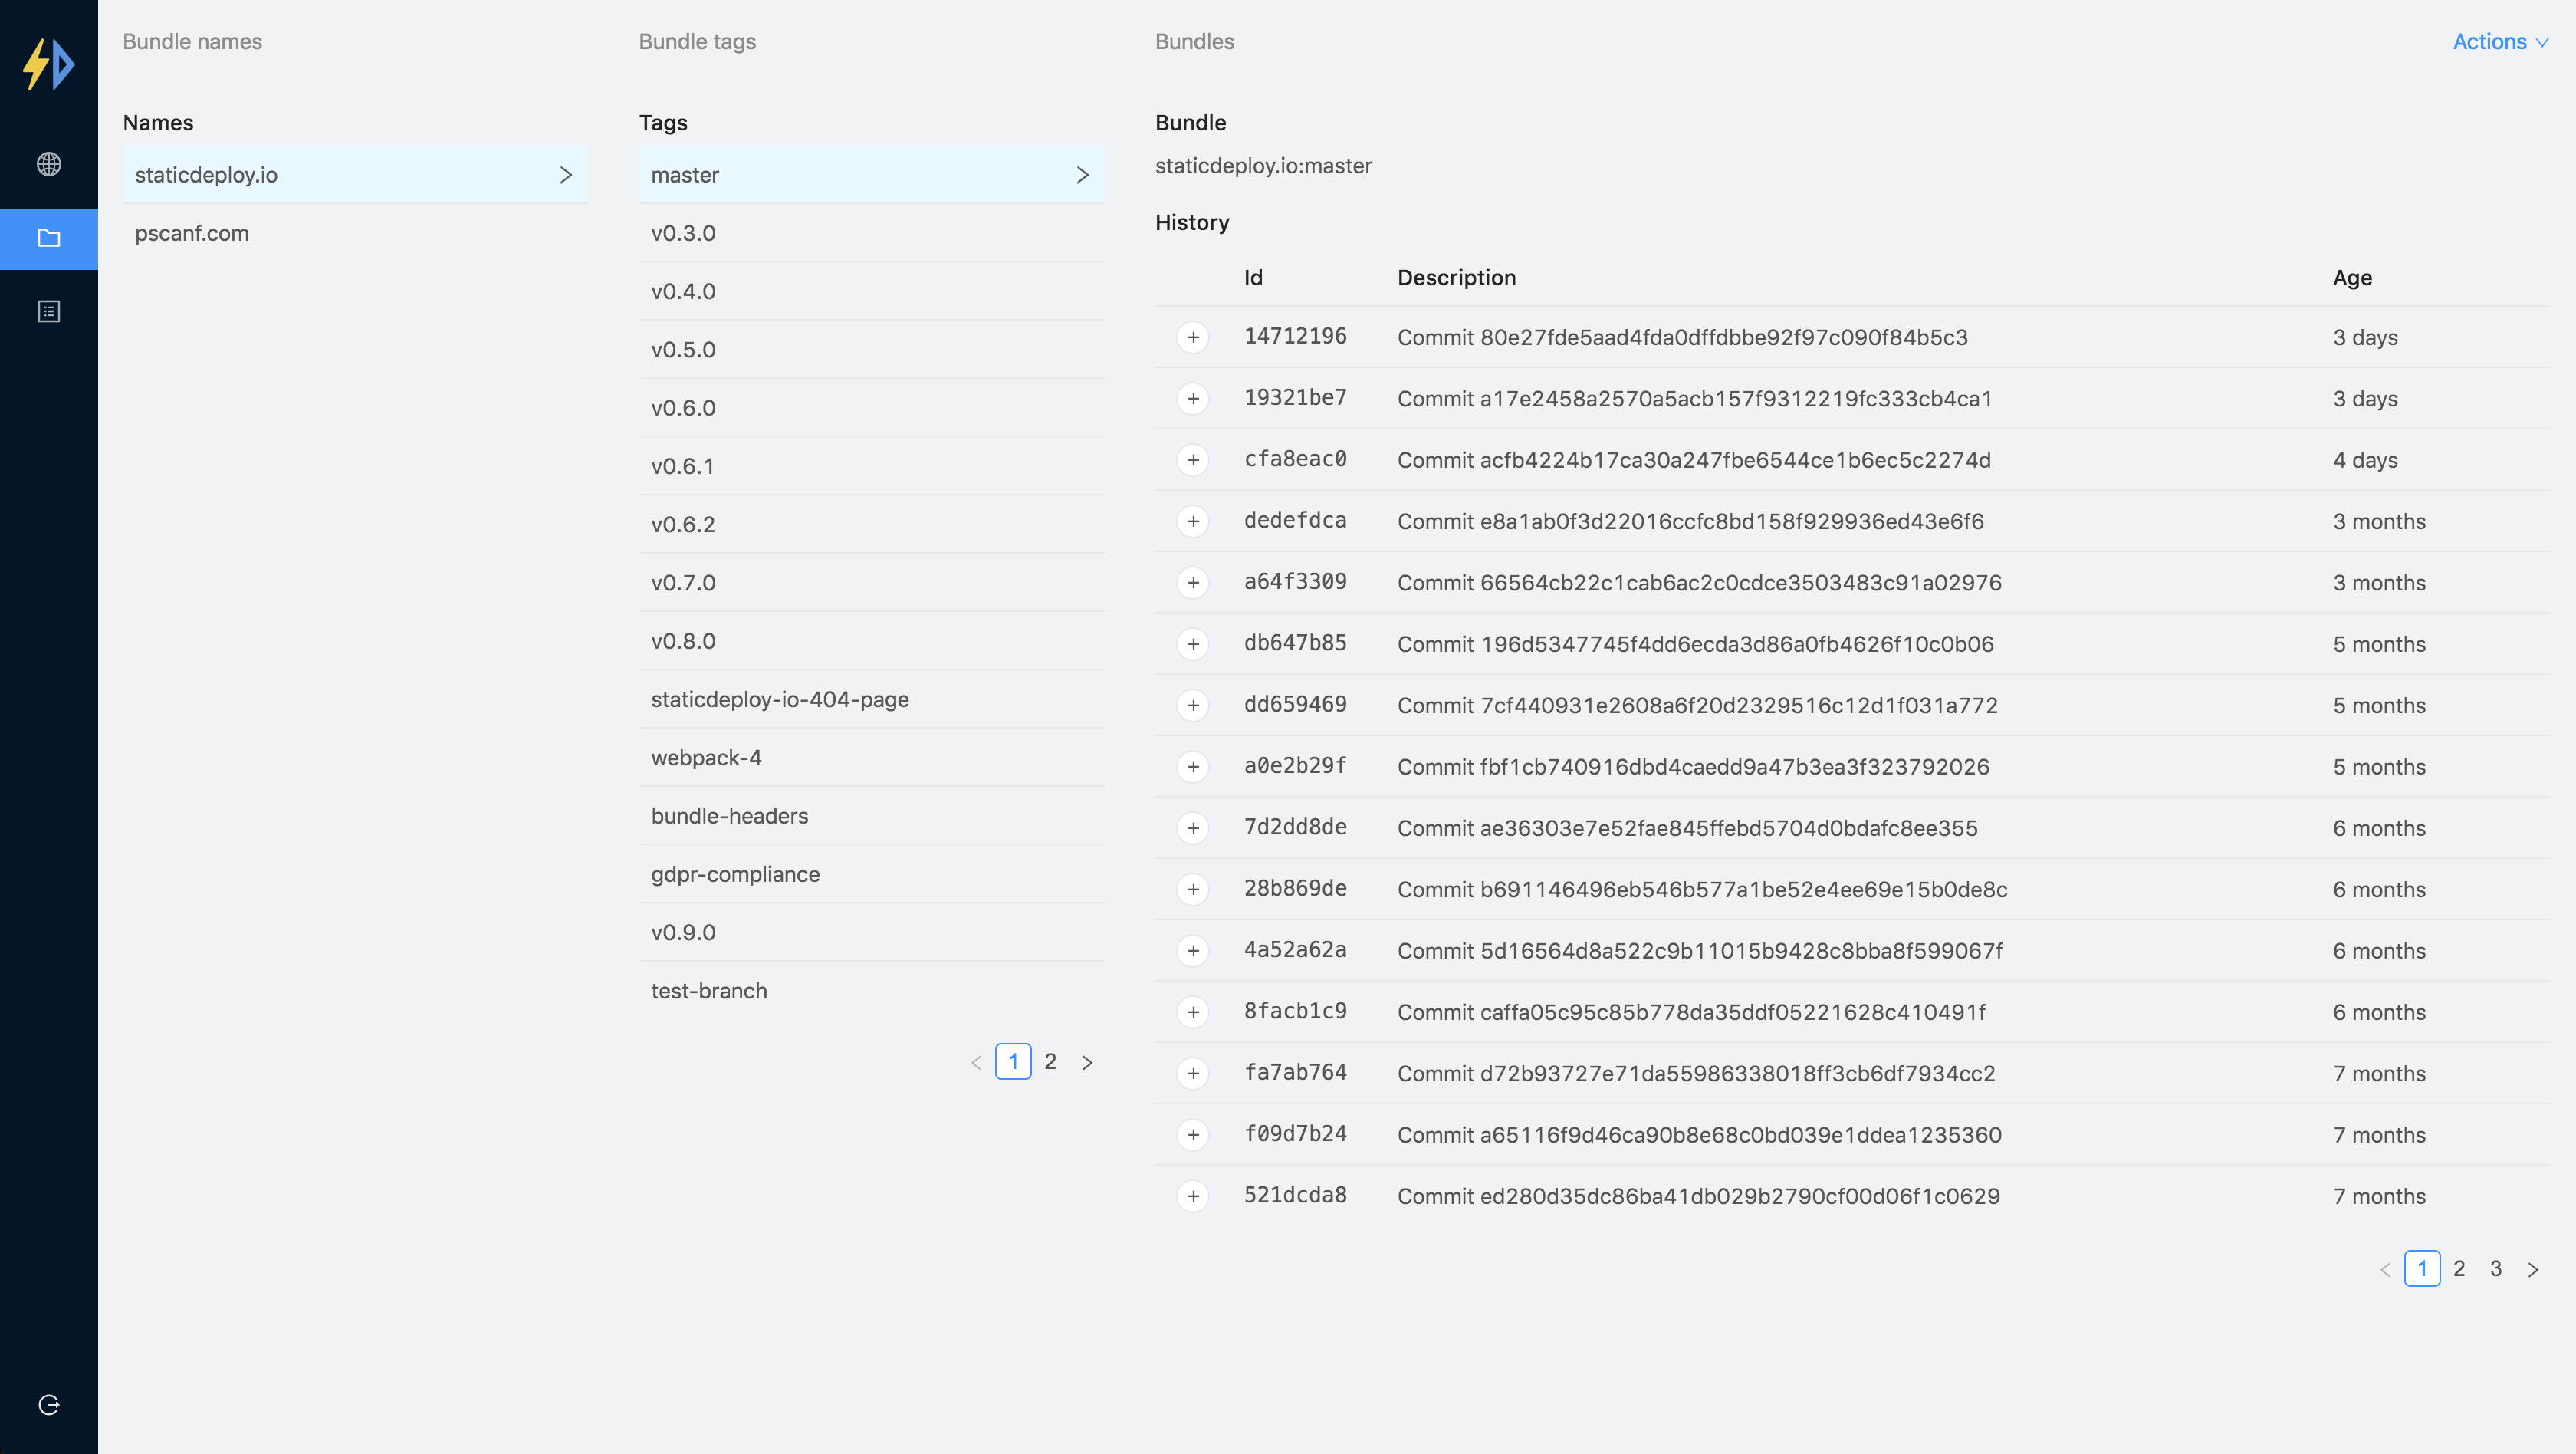 Bundle names
Names
staticdeploy.io
pscanf.com
Bundle tags
Tags
master
v0.3.0
v0.4.0
v0.5.0
v0.6.0
v0.6.1
v0.6.2
v0.7.0
v0.8.0
staticdeploy-io-404-page
webpack-4
bundle-headers
gdpr-compliance
v0.9.0
test-branch
1 2
Bundles
Actions
Bundle
staticdeploy.io:master
History
Id Description Age
14712196 Commit 80e27fde5aad4fda0dffdbbe92f97c090f84b5c3 3 days
19321be7 Commit a17e2458a2570a5acb157f9312219fc333cb4ca1 3 days
cfa8eac0 Commit acfb4224b17ca30a247fbe6544ce1b6ec5c2274d 4 days
dedefdca Commit e8a1ab0f3d22016ccfc8bd158f929936ed43e6f6 3 months
a64f3309 Commit 66564cb22c1cab6ac2c0cdce3503483c91a02976 3 months
db647b85 Commit 196d5347745f4dd6ecda3d86a0fb4626f10c0b06 5 months
dd659469 Commit 7cf440931e2608a6f20d2329516c12d1f031a772 5 months
a0e2b29f Commit fbf1cb740916dbd4caedd9a47b3ea3f323792026 5 months
7d2dd8de Commit ae36303e7e52fae845ffebd5704d0bdafc8ee355 6 months
28b869de Commit b691146496eb546b577a1be52e4ee69e15b0de8c 6 months
4a52a62a Commit 5d16564d8a522c9b11015b9428c8bba8f599067f 6 months
8facb1c9 Commit caffa05c95c85b778da35ddf05221628c410491f 6 months
fa7ab764 Commit d72b93727e71da55986338018ff3cb6df7934cc2 7 months
f09d7b24 Commit a65116f9d46ca90b8e68c0bd039e1ddea1235360 7 months
521dcda8 Commit ed280d35dc86ba41db029b2790cf00d06f1c0629 7 months
1 2 3